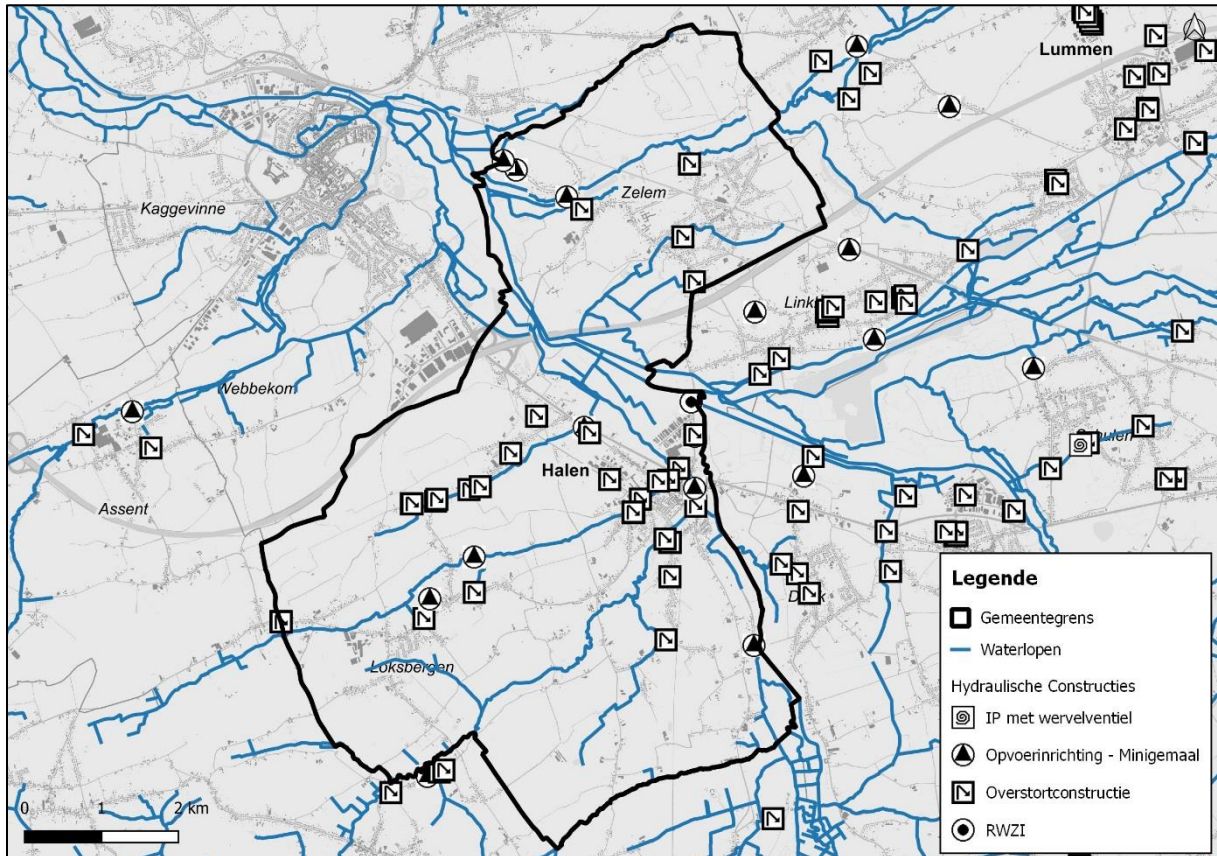 Lummen
Zelem
Kaggevinne
Webbekom
Halen
Assent
Loksbergen
0 1 2 km
Legende
Gemeentegrens
Waterlopen
Hydraulische Constructies
IP met wervelventiel
Opvoerinrichting - Minigemaal
Overstortconstructie
RWZI